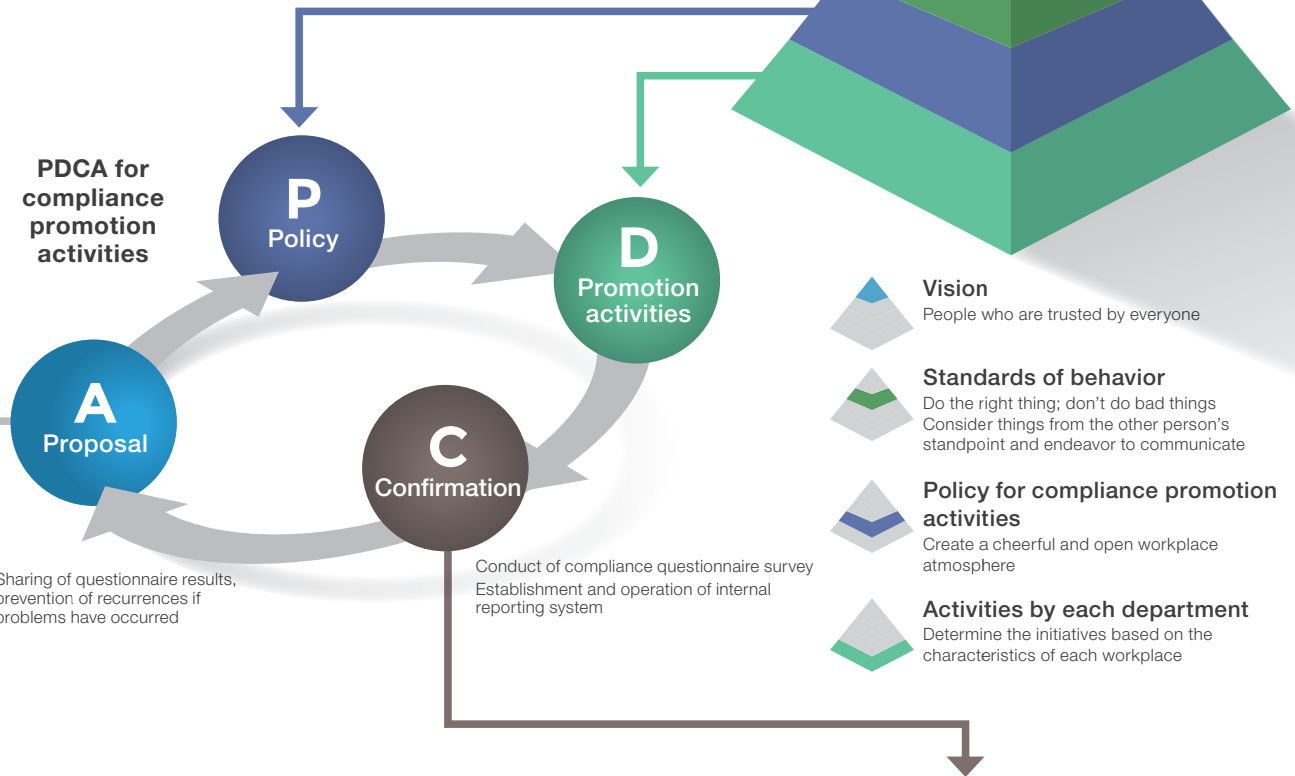 PDCA for
compliance
promotion
activities
P
Policy
D
Promotion
activities
C
Confirmation
A
Proposal
Sharing of questionnaire results,
prevention of recurrences if
problems have occurred
Conduct of compliance questionnaire survey
Establishment and operation of internal
reporting system
Vision
People who are trusted by everyone
Standards of behavior
Do the right thing; don't do bad things
Consider things from the other person's
standpoint and endeavor to communicate
Policy for compliance promotion
activities
Create a cheerful and open workplace
atmosphere
Activities by each department
Determine the initiatives based on the
characteristics of each workplace